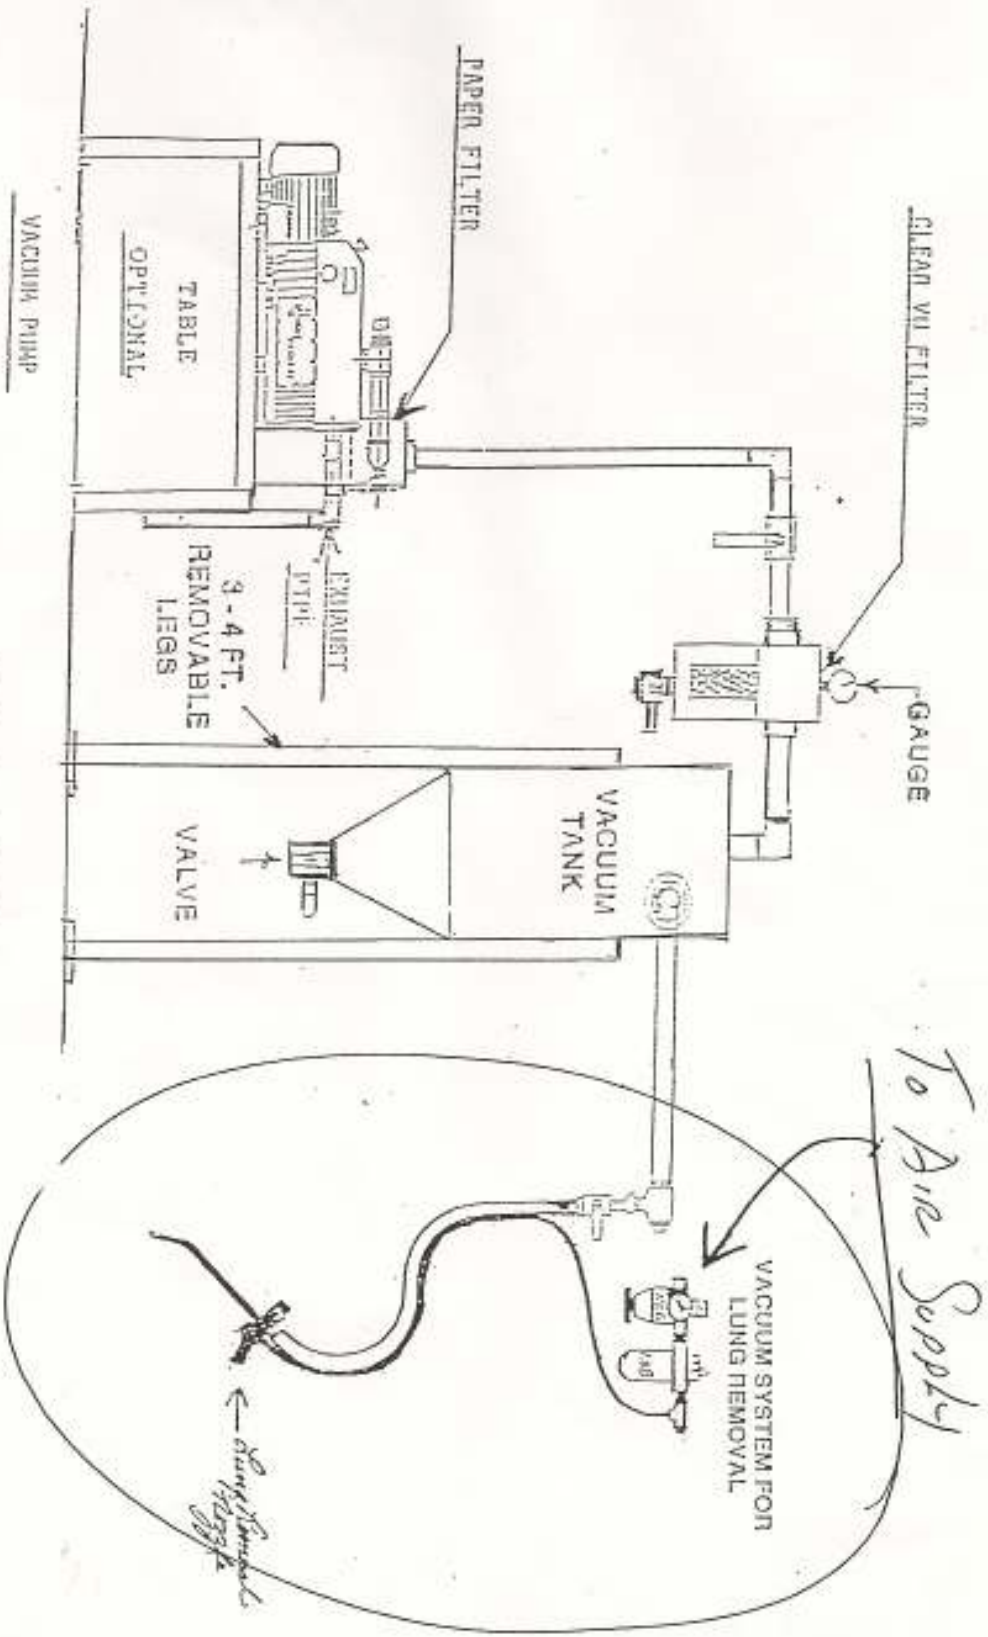 To Air Supply
CLEAR VU FILTER
GAUGE
PAPER FILTER
VACUUM SYSTEM FOR
LUNG REMOVAL
VACUUM
TANK
EXHAUST
PIPE
3-4 FT.
REMOVABLE
LEGS
TABLE
OPTIONAL
VALVE
VACUUM PUMP
Lung Removal
Nozzle